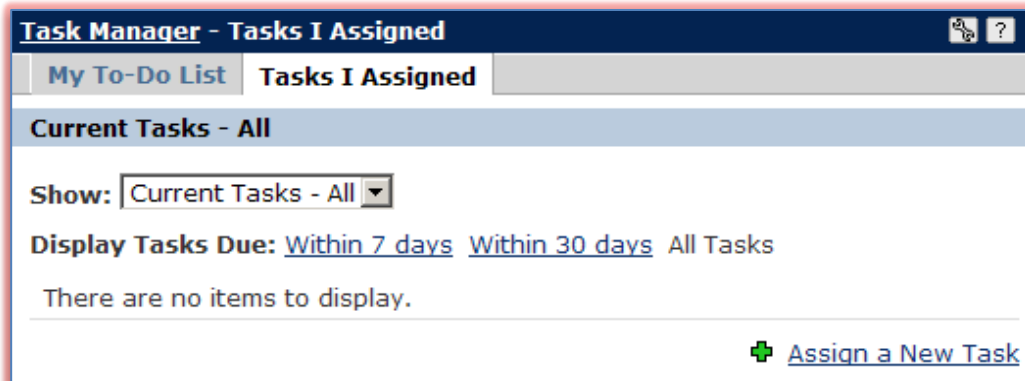 Task Manager - Tasks I Assigned ?
My To-Do List Tasks I Assigned
Current Tasks - All
Show: Current Tasks - All
Display Tasks Due: Within 7 days Within 30 days All Tasks
There are no items to display.
Assign a New Task